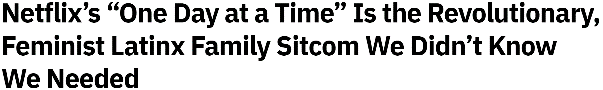 Netflix’s “One Day at a Time” Is the Revolutionary,
Feminist Latinx Family Sitcom We Didn’t Know
We Needed